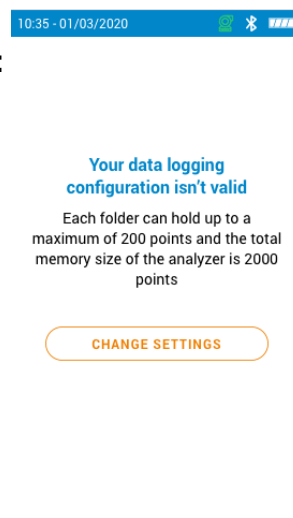 10:35 - 01/03/2020
:
Your data logging
configuration isn't valid
Each folder can hold up to a
maximum of 200 points and the total
memory size of the analyzer is 2000
points
CHANGE SETTINGS